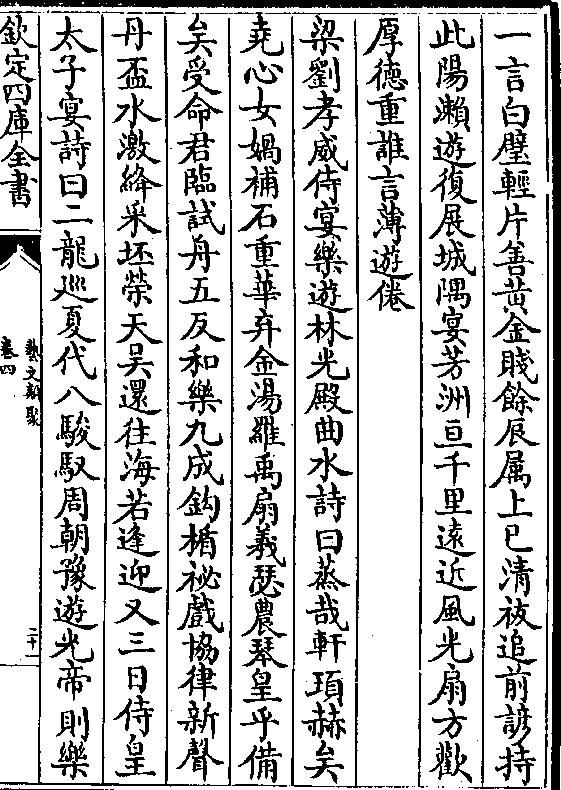 一言白璧輕片善黄金賤餘辰属上巳清祓追前諺持
此陽瀨遊復展城隅宴芳洲亘千里遠近風光扇方歡
厚徳重誰言薄遊倦
梁劉孝威侍宴樂遊林光殿曲水詩曰蒸哉軒頊赫矣
堯心女媧補石重華弃金湯羅禹扇羲瑟農琴皇乎備
矣受命君臨試舟五反和樂九成鈎楯祕戲協律新聲
丹盃水激絳采坯榮天吳還往海若逢迎又三日侍皇
太子宴詩曰二龍巡夏代八駿馭周朝豫遊光帝則樂
欽定四庫全書
藝文類聚
卷四
二十一